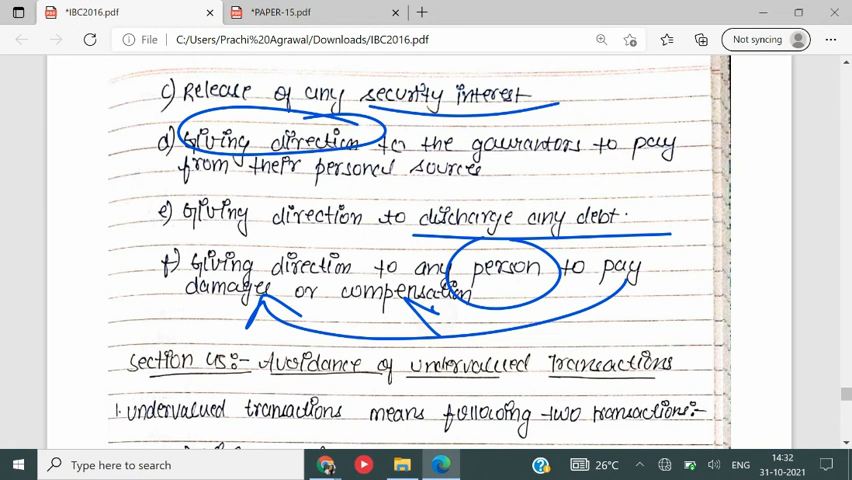 *IBC2016.pdf
*PAPER-15.pdf
File
C:/Users/Prachi%20Agrawal/Downloads/IBC2016.pdf
Not syncing
c) Release of any security interest
d) Giving direction to the gaurantors to pay
from their personel sources
e) Giving direction to discharge any debt.
f) Giving direction to any person to pay
damages or compensation
Section 45:- Avoidance of undervalued transactions
1. undervalued transactions means following two transactions:-
Type here to search
26°C
ENG
14:32
31-10-2021